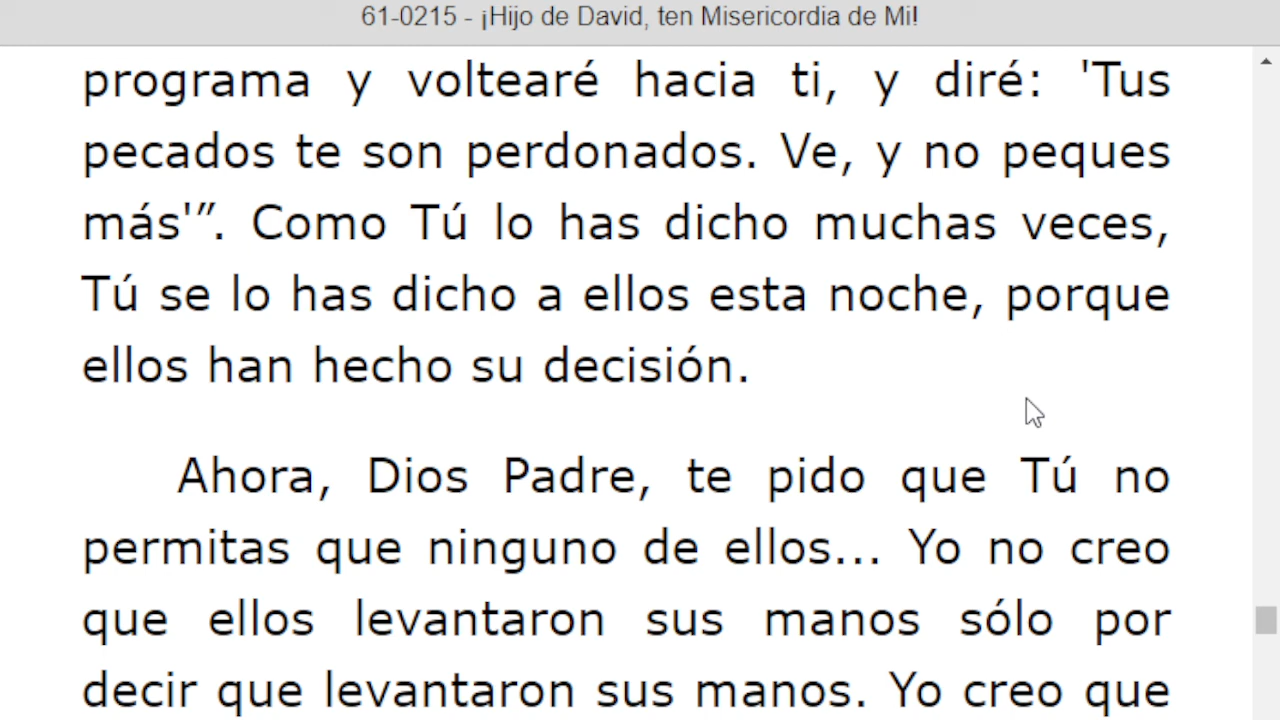 61-0215 - ¡Hijo de David, ten Misericordia de Mi!
programa y voltearé hacia ti, y diré: 'Tus
pecados te son perdonados. Ve, y no peques
más'”. Como Tú lo has dicho muchas veces,
Tú se lo has dicho a ellos esta noche, porque
ellos han hecho su decisión.
Ahora, Dios Padre, te pido que Tú no
permitas que ninguno de ellos... Yo no creo
que ellos levantaron sus manos sólo por
decir que levantaron sus manos. Yo creo que